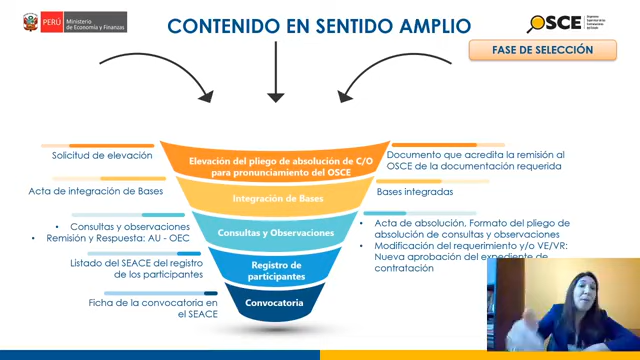 PERÚ
Ministerio
de Economía y Finanzas
CONTENIDO EN SENTIDO AMPLIO
OSCE
FASE DE SELECCIÓN
Solicitud de elevación
Elevación del pliego de absolución de C/O
para pronunciamiento del OSCE
Documento que acredita la remisión al
OSCE de la documentación requerida
Acta de integración de Bases
Integración de Bases
Bases integradas
• Consultas y observaciones
• Remisión y Respuesta: AU - OEC
Consultas y Observaciones
• Acta de absolución, Formato del pliego de
absolución de consultas y observaciones
• Modificación del requerimiento y/o VE/VR:
Nueva aprobación del expediente de
contratación
Listado del SEACE del registro
de los participantes
Registro de
participantes
Ficha de la convocatoria en
el SEACE
Convocatoria